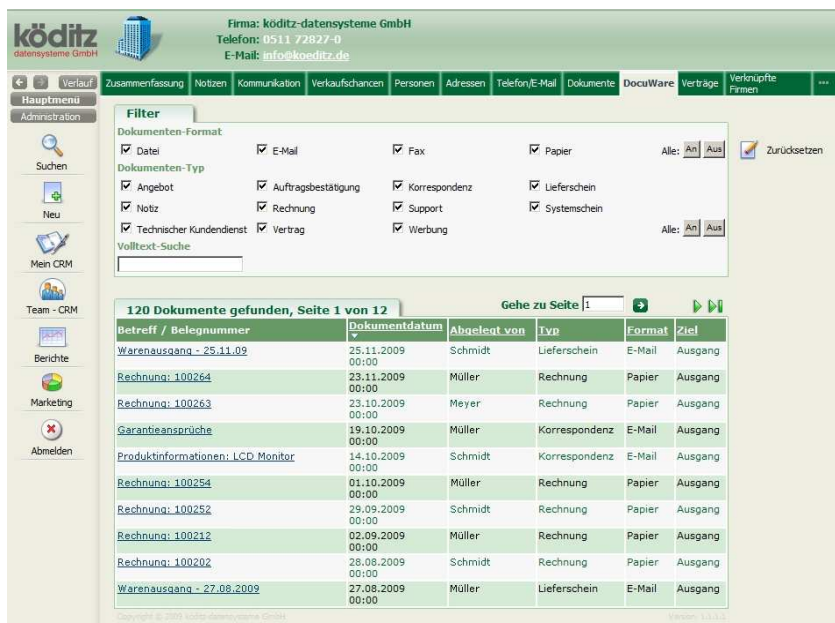 köditz
datensysteme GmbH
Firma: köditz-datensysteme GmbH
Telefon: 0511 72827-0
E-Mail: info@koeditz.de
Verlauf
Hauptmenü
Administration
Suchen
Neu
Mein CRM
Team - CRM
Berichte
Marketing
Abmelden
Zusammenfassung Notizen Kommunikation Verkaufschancen Personen Adressen Telefon/E-Mail Dokumente DocuWare Verträge Verknüpfte Firmen ...
Filter
Dokumenten-Format
Datei E-Mail Fax Papier Alle: An Aus
Zurücksetzen
Dokumenten-Typ
Angebot Auftragsbestätigung Korrespondenz Lieferschein
Notiz Rechnung Support Systemschein
Technischer Kundendienst Vertrag Werbung Alle: An Aus
Volltext-Suche
120 Dokumente gefunden, Seite 1 von 12 Gehe zu Seite 1
Betreff / Belegnummer Dokumentdatum Abgelegt von Typ Format Ziel
Warenausgang - 25.11.09 25.11.2009 00:00 Schmidt Lieferschein E-Mail Ausgang
Rechnung: 100264 23.11.2009 00:00 Müller Rechnung Papier Ausgang
Rechnung: 100263 23.10.2009 00:00 Meyer Rechnung Papier Ausgang
Garantieansprüche 19.10.2009 00:00 Müller Korrespondenz E-Mail Ausgang
Produktinformationen: LCD Monitor 14.10.2009 00:00 Schmidt Korrespondenz E-Mail Ausgang
Rechnung: 100254 01.10.2009 00:00 Müller Rechnung Papier Ausgang
Rechnung: 100252 29.09.2009 00:00 Schmidt Rechnung Papier Ausgang
Rechnung: 100212 02.09.2009 00:00 Müller Rechnung Papier Ausgang
Rechnung: 100202 28.08.2009 00:00 Schmidt Rechnung Papier Ausgang
Warenausgang - 27.08.2009 27.08.2009 00:00 Müller Lieferschein E-Mail Ausgang
Copyright © 2009 köditz-datensysteme GmbH